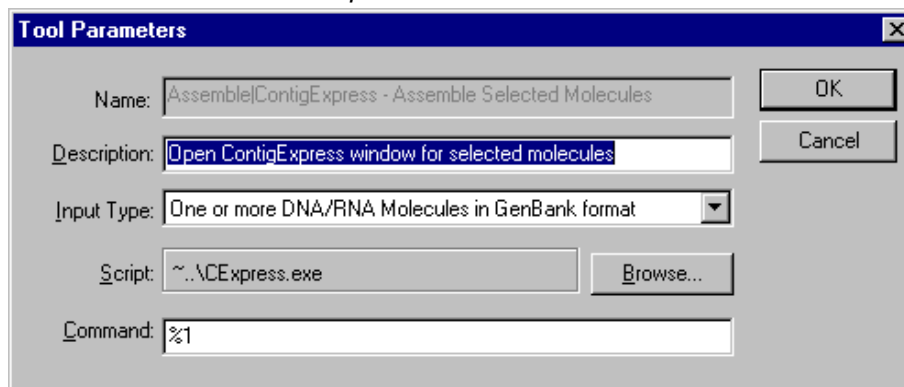 Tool Parameters
Name: Assemble|ContigExpress - Assemble Selected Molecules
OK
Description: Open ContigExpress window for selected molecules
Cancel
Input Type: One or more DNA/RNA Molecules in GenBank format
Script: ~..\CExpress.exe
Browse...
Command: %1